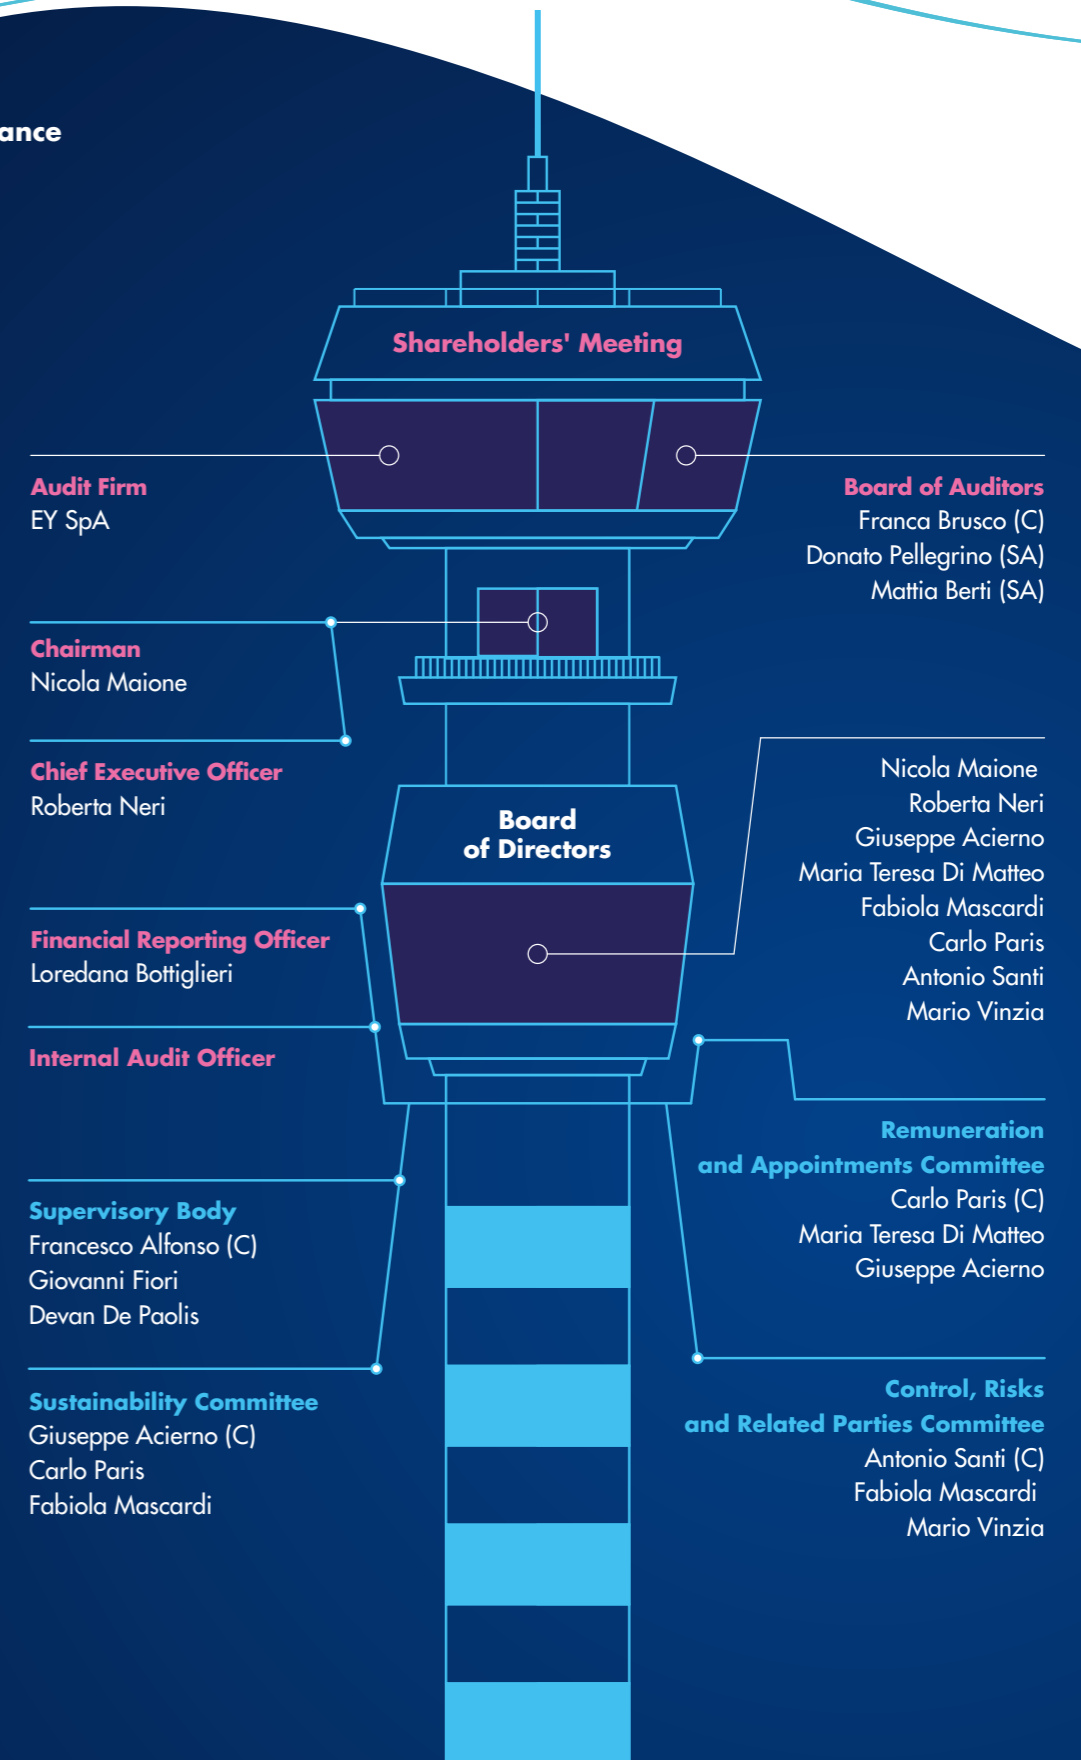 ance
Shareholders' Meeting
Audit Firm
EY SpA
Board of Auditors
Franca Brusco (C)
Donato Pellegrino (SA)
Mattia Berti (SA)
Chairman
Nicola Maione
Chief Executive Officer
Roberta Neri
Board
of Directors
Nicola Maione
Roberta Neri
Giuseppe Acierno
Maria Teresa Di Matteo
Fabiola Mascardi
Carlo Paris
Antonio Santi
Mario Vinzia
Financial Reporting Officer
Loredana Bottiglieri
Internal Audit Officer
Remuneration
and Appointments Committee
Carlo Paris (C)
Maria Teresa Di Matteo
Giuseppe Acierno
Supervisory Body
Francesco Alfonso (C)
Giovanni Fiori
Devan De Paolis
Sustainability Committee
Giuseppe Acierno (C)
Carlo Paris
Fabiola Mascardi
Control, Risks
and Related Parties Committee
Antonio Santi (C)
Fabiola Mascardi
Mario Vinzia